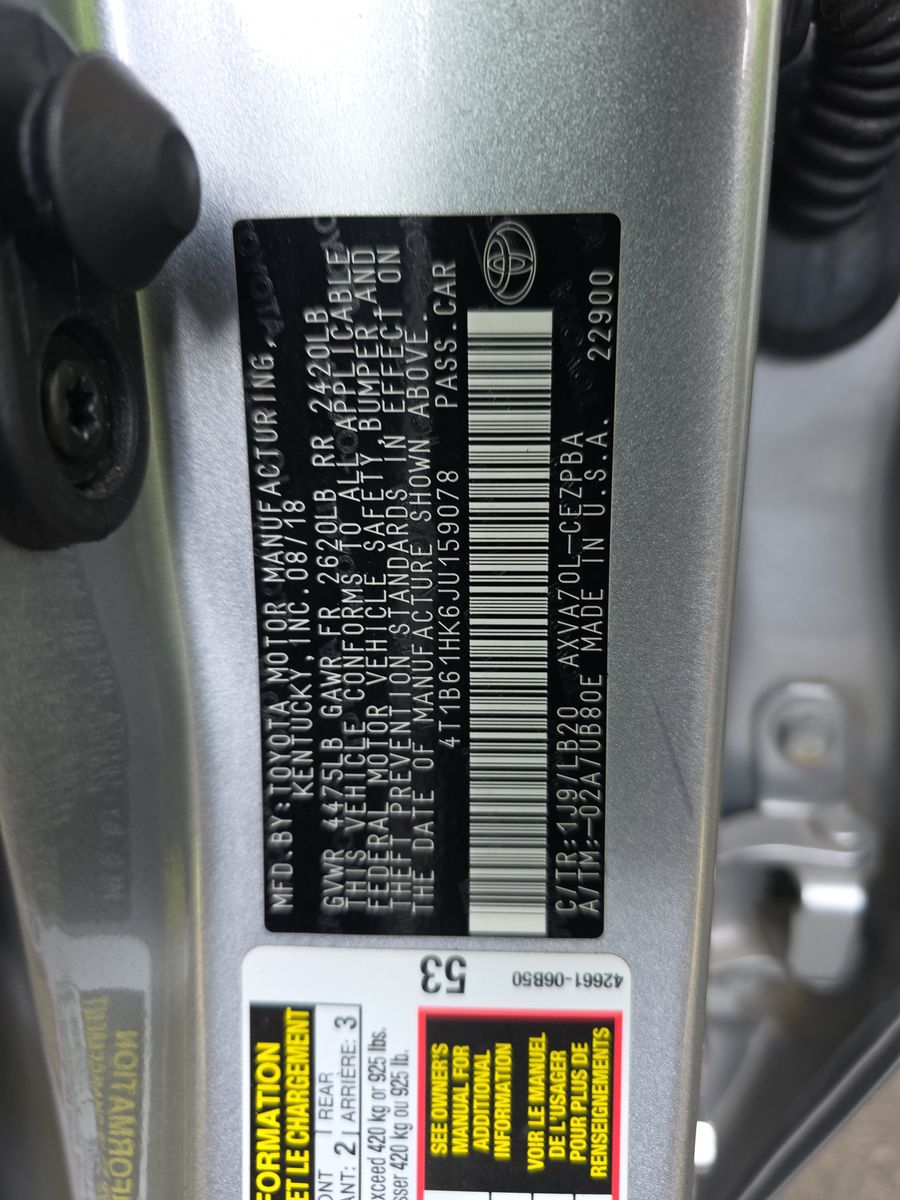 MFD.BY:TOYOTA MOTOR MANUFACTURING,
KENTUCKY, INC.08/18
GVWR 4475LB GAWR FR 2620LB RR 2420LB
THIS VEHICLE CONFORMS TO ALL APPLICABLE
FEDERAL MOTOR VEHICLE SAFETY,BUMPER,AND
THEFT PREVENTION STANDARDS IN EFFECT ON
THE DATE OF MANUFACTURE SHOWN ABOVE.
4T1B61HK6JU159078 PASS.CAR
C/TR:1J9/LB20 AXVA70L-CEZPBA
A/TM:-02A/UB80E MADE IN U.S.A. 22900
53
42661-06B50
FORMATION
ET LE CHARGEMENT
ONT 
REAR
ANT: 2
ARRIÈRE: 3
exceed 420 kg or 925 lbs.
sser 420 kg ou 925 lb.
SEE OWNER'S
MANUAL FOR
ADDITIONAL
INFORMATION
VOIR LE MANUEL
DE L'USAGER
POUR PLUS DE
RENSEIGNEMENTS